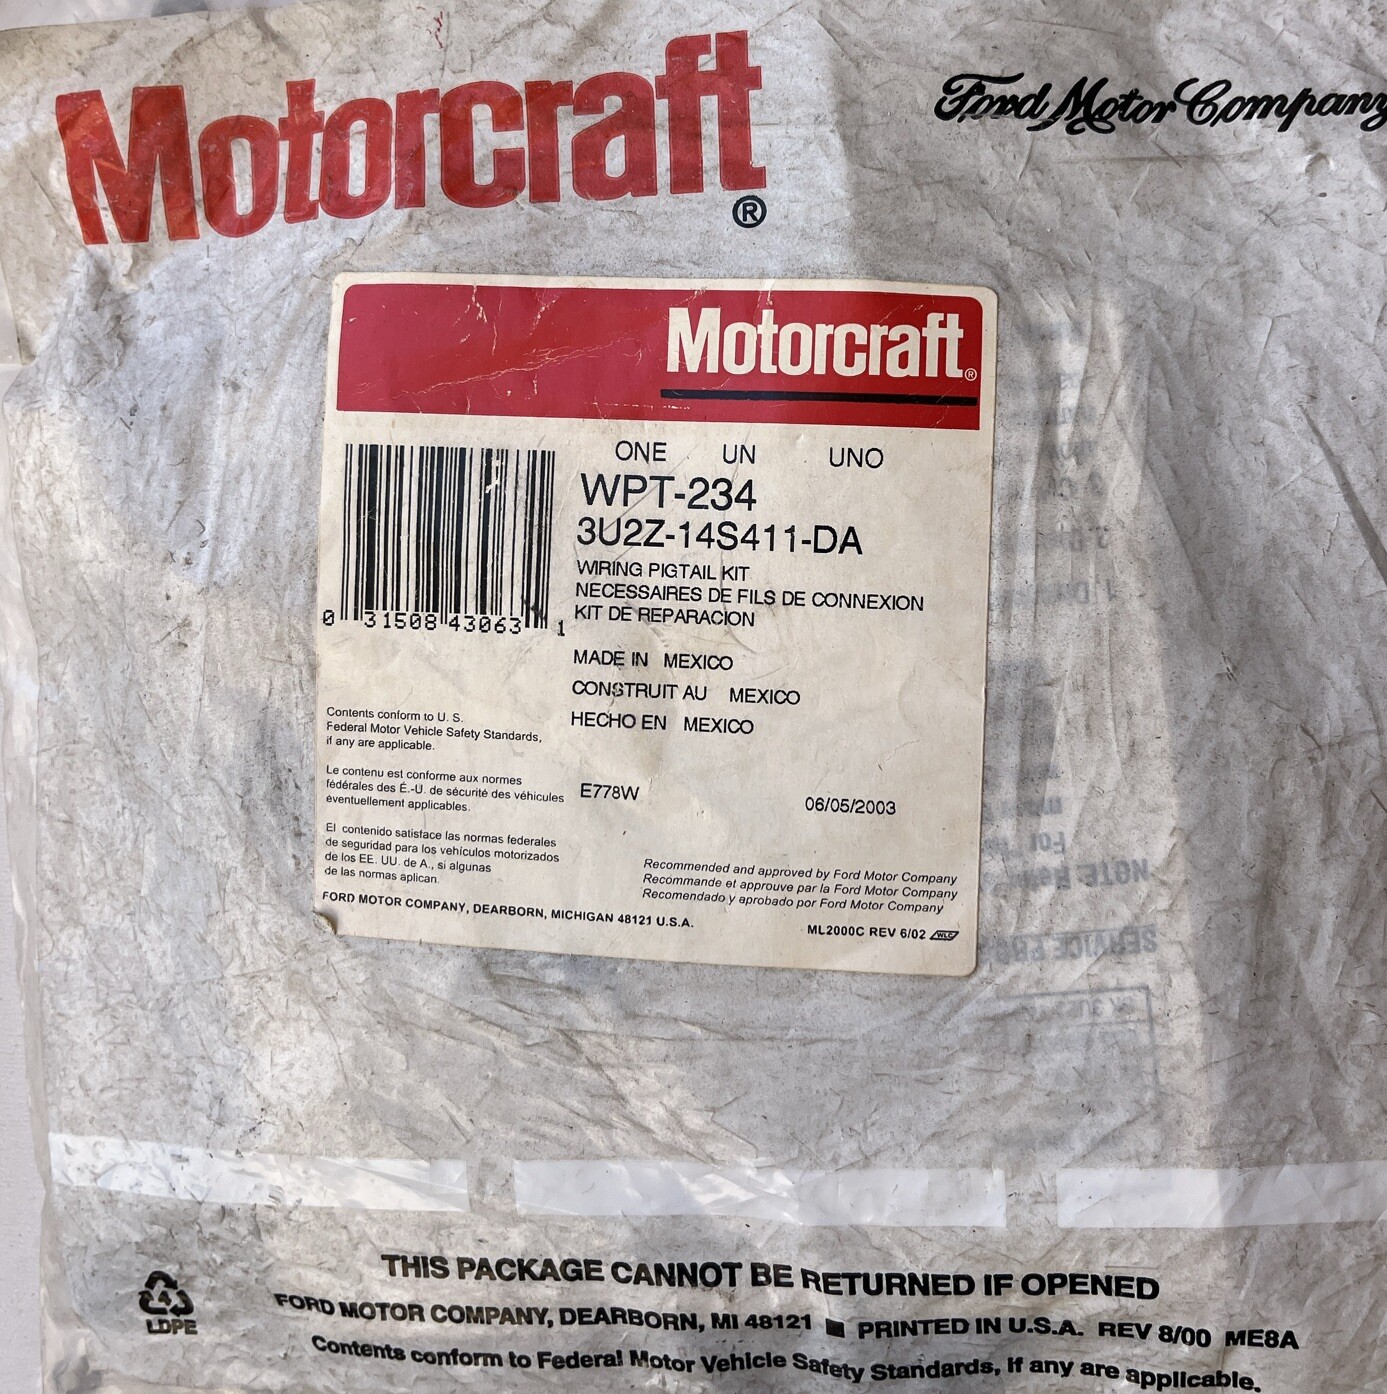 Motorcraft®
Ford Motor Company
Motorcraft®
ONE UN UNO
WPT-234
3U2Z-14S411-DA
WIRING PIGTAIL KIT
NECESSAIRES DE FILS DE CONNEXION
KIT DE REPARACION
0 31508 43063 1
MADE IN MEXICO
CONSTRUIT AU MEXICO
HECHO EN MEXICO
Contents conform to U. S.
Federal Motor Vehicle Safety Standards,
if any are applicable.
Le contenu est conforme aux normes
fédérales des É.-U. de sécurité des véhicules
éventuellement applicables.
E778W 06/05/2003
El contenido satisface las normas federales
de seguridad para los vehículos motorizados
de los EE. UU. de A., si algunas
de las normas aplican.
Recommended and approved by Ford Motor Company
Recommande et approuve par la Ford Motor Company
Recomendado y aprobado por Ford Motor Company
FORD MOTOR COMPANY, DEARBORN, MICHIGAN 48121 U.S.A.
ML2000C REV 6/02 WLC
THIS PACKAGE CANNOT BE RETURNED IF OPENED
4
LDPE
FORD MOTOR COMPANY, DEARBORN, MI 48121 ■ PRINTED IN U.S.A. REV 8/00 ME8A
Contents conform to Federal Motor Vehicle Safety Standards, if any are applicable.